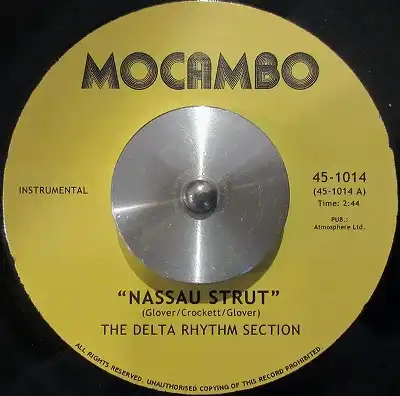 MOCAMBO
INSTRUMENTAL
45-1014
(45-1014 A)
Time: 2:44
PUB.:
Atmosphere Ltd.
"NASSAU STRUT"
(Glover/Crockett/Glover)
THE DELTA RHYTHM SECTION
ALL RIGHTS RESERVED. UNAUTHORISED COPYING OF THIS RECORD PROHIBITED.